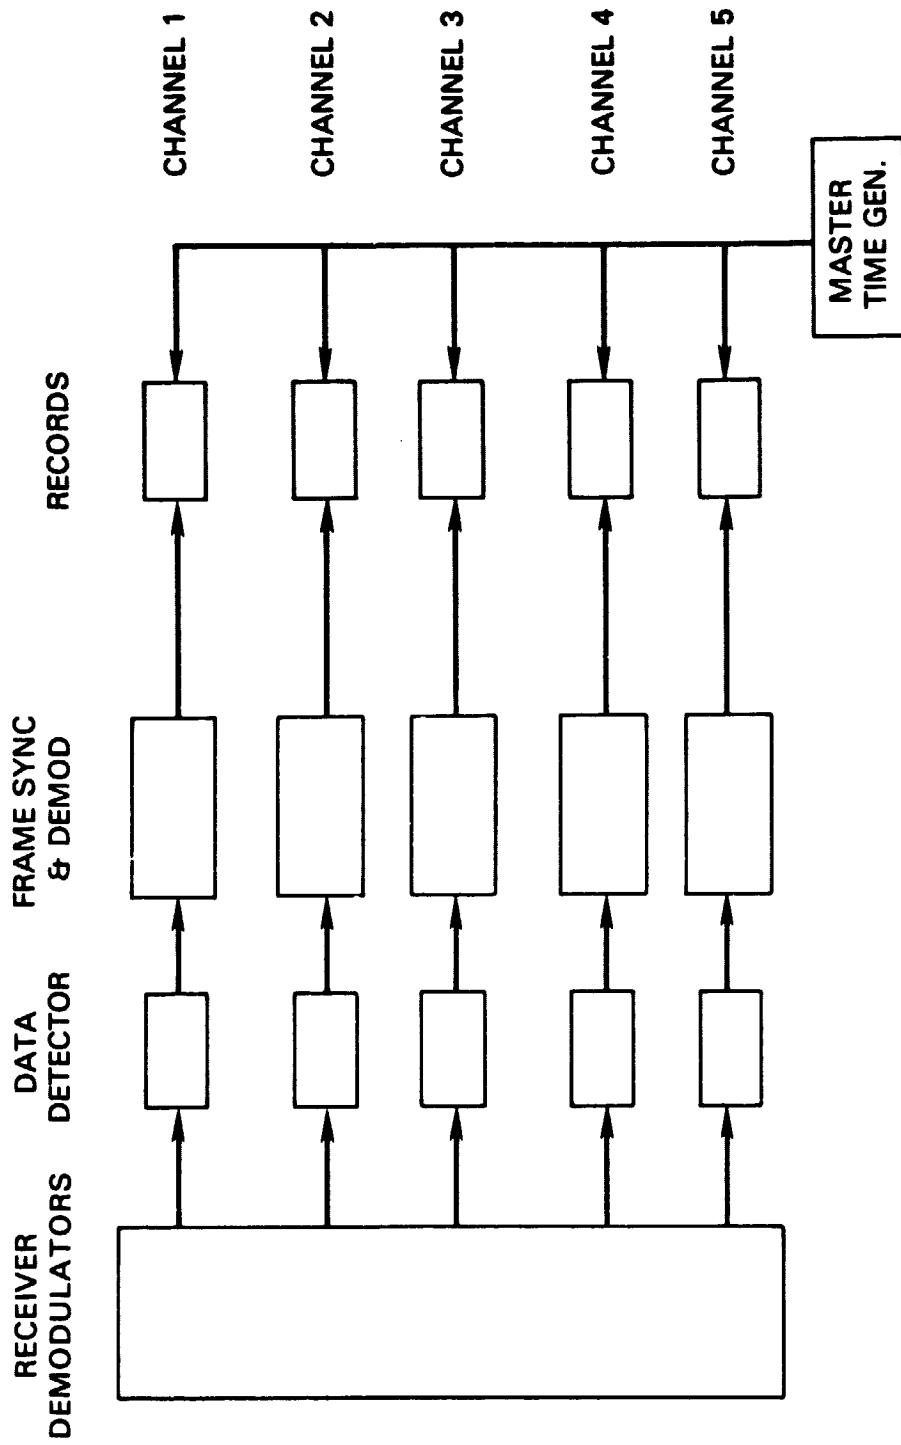 RECEIVER
DEMODULATORS
DATA
DETECTOR
FRAME SYNC
& DEMOD
RECORDS
CHANNEL 1
CHANNEL 2
CHANNEL 3
CHANNEL 4
CHANNEL 5
MASTER
TIME GEN.